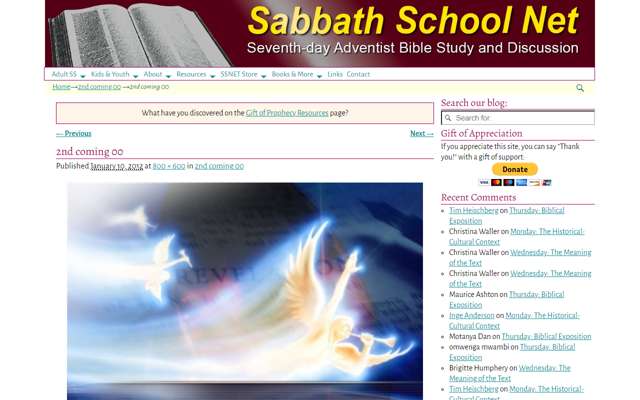 Sabbath School Net
Seventh-day Adventist Bible Study and Discussion
Adult SS Kids & Youth About Resources SSNET Store Books & More Links Contact
Home→2nd coming 00 →2nd coming 00
What have you discovered on the Gift of Prophecy Resources page?
← Previous Next →
2nd coming 00
Published January 10, 2012 at 800 × 600 in 2nd coming 00
REVEL
Search our blog:
Search for:
Gift of Appreciation
If you appreciate this site, you can say "Thank
you!" with a gift of support:
Donate
Recent Comments
Tim Heischberg on Thursday: Biblical
Exposition
Christina Waller on Monday: The Historical-
Cultural Context
Christina Waller on Wednesday: The Meaning
of the Text
Christina Waller on Wednesday: The Meaning
of the Text
Maurice Ashton on Thursday: Biblical
Exposition
Inge Anderson on Monday: The Historical-
Cultural Context
Motanya Dan on Thursday: Biblical Exposition
omwenga mwambi on Thursday: Biblical
Exposition
Brigitte Humphery on Wednesday: The
Meaning of the Text
Tim Heischberg on Monday: The Historical-
Cultural Context